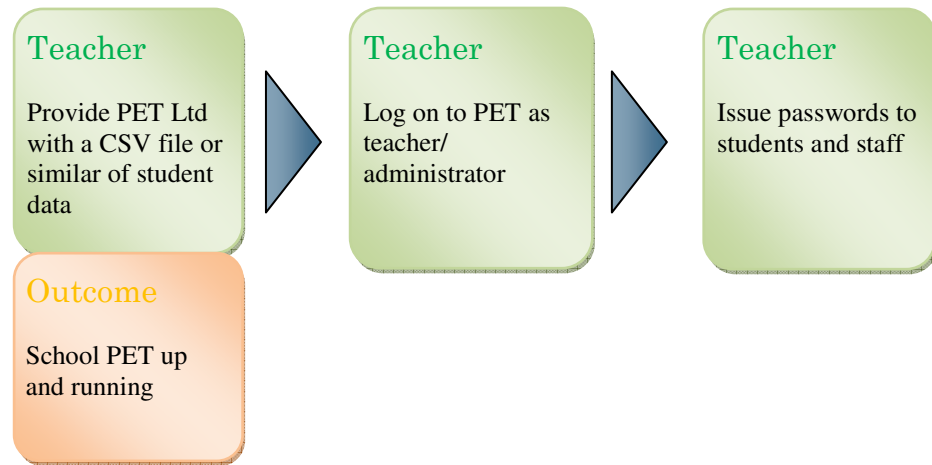 Teacher
Provide PET Ltd
with a CSV file or
similar of student
data
Teacher
Log on to PET as
teacher/
administrator
Teacher
Issue passwords to
students and staff
Outcome
School PET up
and running